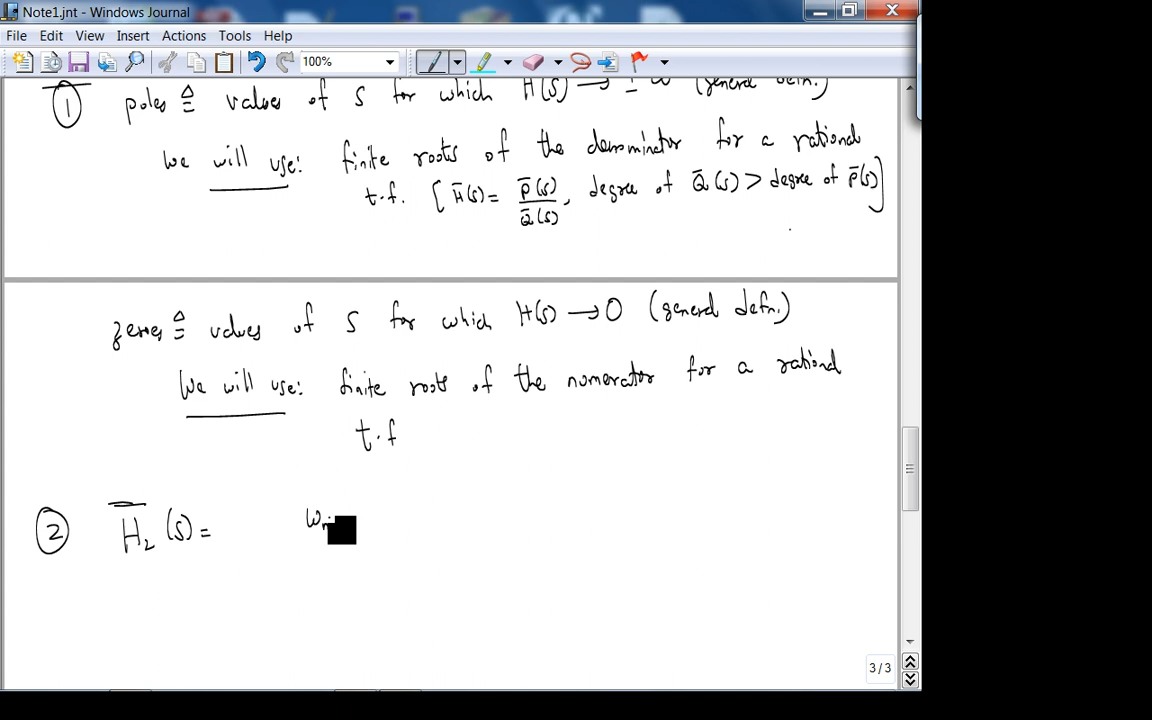 Note1.jnt - Windows Journal
File Edit View Insert Actions Tools Help
100%
① poles ≜ values of S for which H(S) → ± ∞ (general defn.)
We will use: finite roots of the denominator for a rational
t.f. [H̄(s) = P̄(s)/Q̄(s), degree of Q̄(s) > degree of P̄(s)]
zeroes ≜ values of S for which H(s) → 0 (general defn.)
We will use: finite roots of the numerator for a rational
t.f
② H̄₂(S) =
3/3